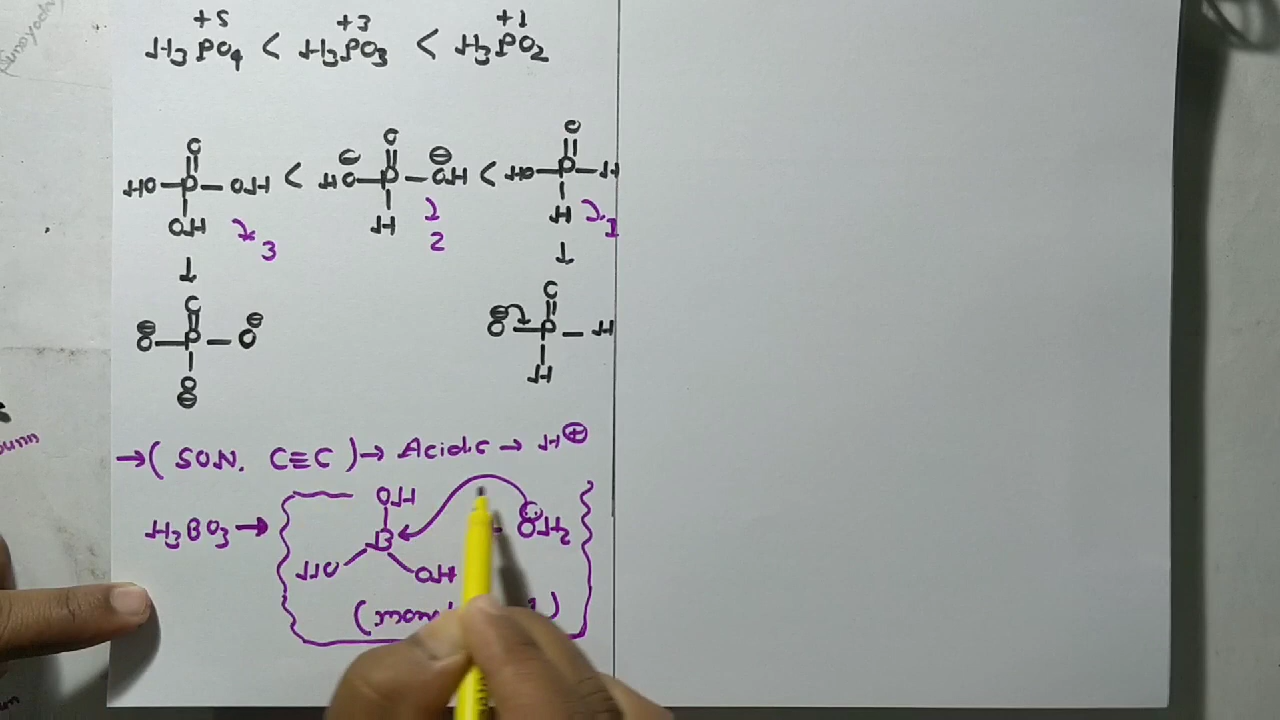 +5 +3 +1
H3PO4 < H3PO3 < H3PO2
O O O
|| ⊖ || ⊖ ||
HO-P-OH < HO-P-OH < HO-P-H
OH H H
3 2 1
↓ ↓
O O
|| ||
⊖O-P-O⊖ ⊖O-P-H
O⊖ H
→(SON. C≡C)→ Acidic → H⊕
OH
H3BO3 → B OH2
HO OH